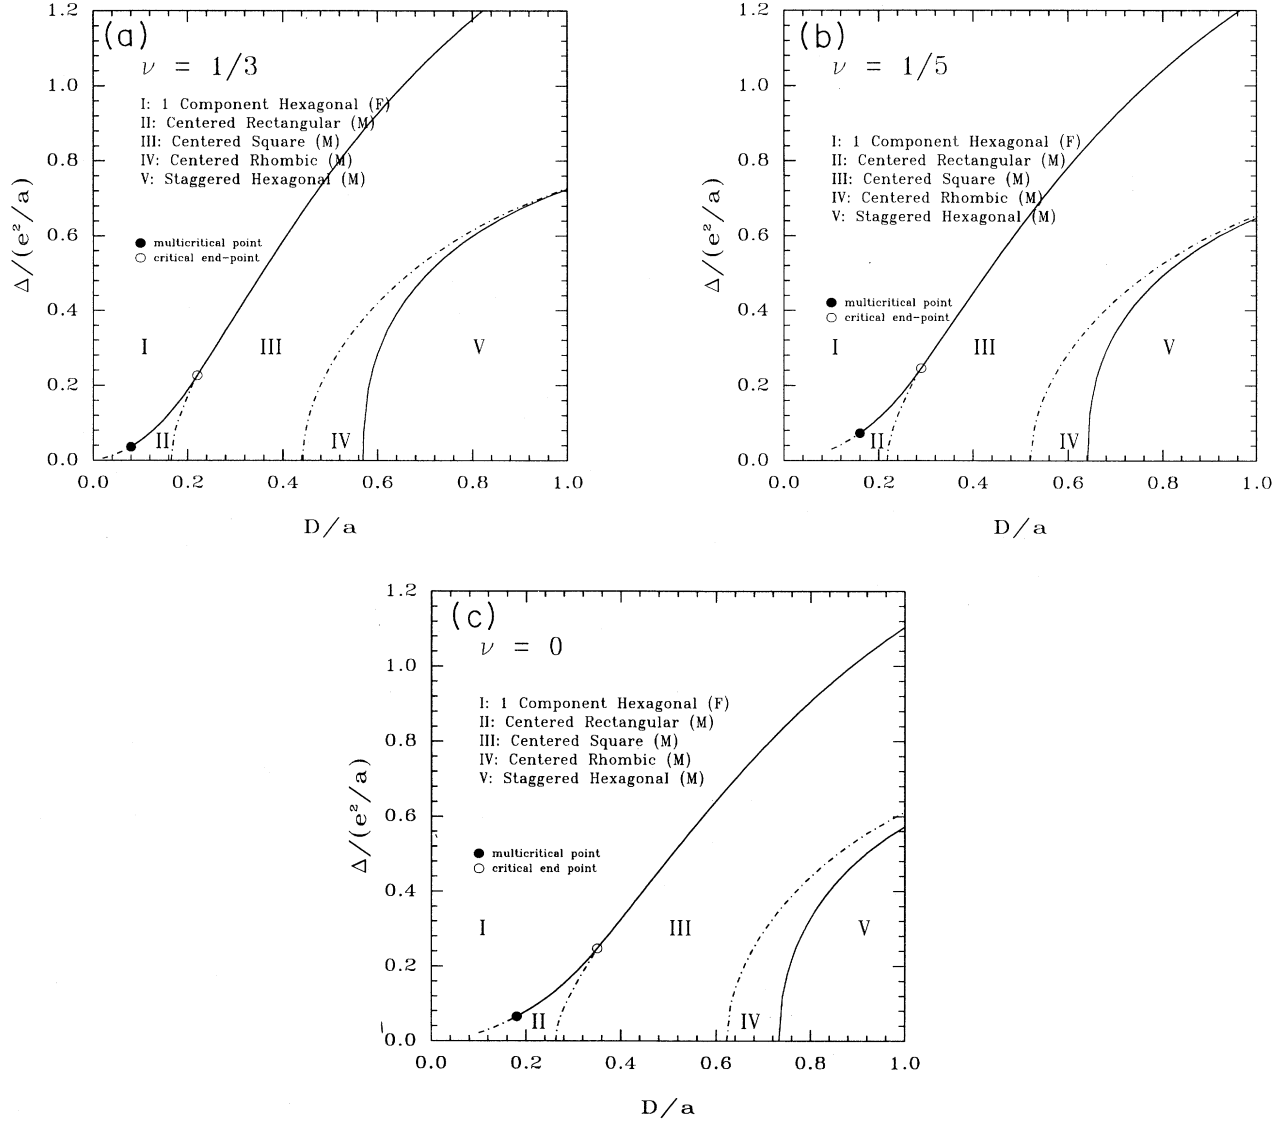 (a)
ν = 1/3
I: 1 Component Hexagonal (F)
II: Centered Rectangular (M)
III: Centered Square (M)
IV: Centered Rhombic (M)
V: Staggered Hexagonal (M)
multicritical point
critical end-point
I
II
III
IV
V
1.2
1.0
0.8
0.6
0.4
0.2
0.0
0.0 0.2 0.4 0.6 0.8 1.0
Δ/(e²/a)
D/a
(b)
ν = 1/5
I: 1 Component Hexagonal (F)
II: Centered Rectangular (M)
III: Centered Square (M)
IV: Centered Rhombic (M)
V: Staggered Hexagonal (M)
multicritical point
critical end-point
I
II
III
IV
V
1.2
1.0
0.8
0.6
0.4
0.2
0.0
0.0 0.2 0.4 0.6 0.8 1.0
Δ/(e²/a)
D/a
(c)
ν = 0
I: 1 Component Hexagonal (F)
II: Centered Rectangular (M)
III: Centered Square (M)
IV: Centered Rhombic (M)
V: Staggered Hexagonal (M)
multicritical point
critical end point
I
II
III
IV
V
1.2
1.0
0.8
0.6
0.4
0.2
0.0
0.0 0.2 0.4 0.6 0.8 1.0
Δ/(e²/a)
D/a